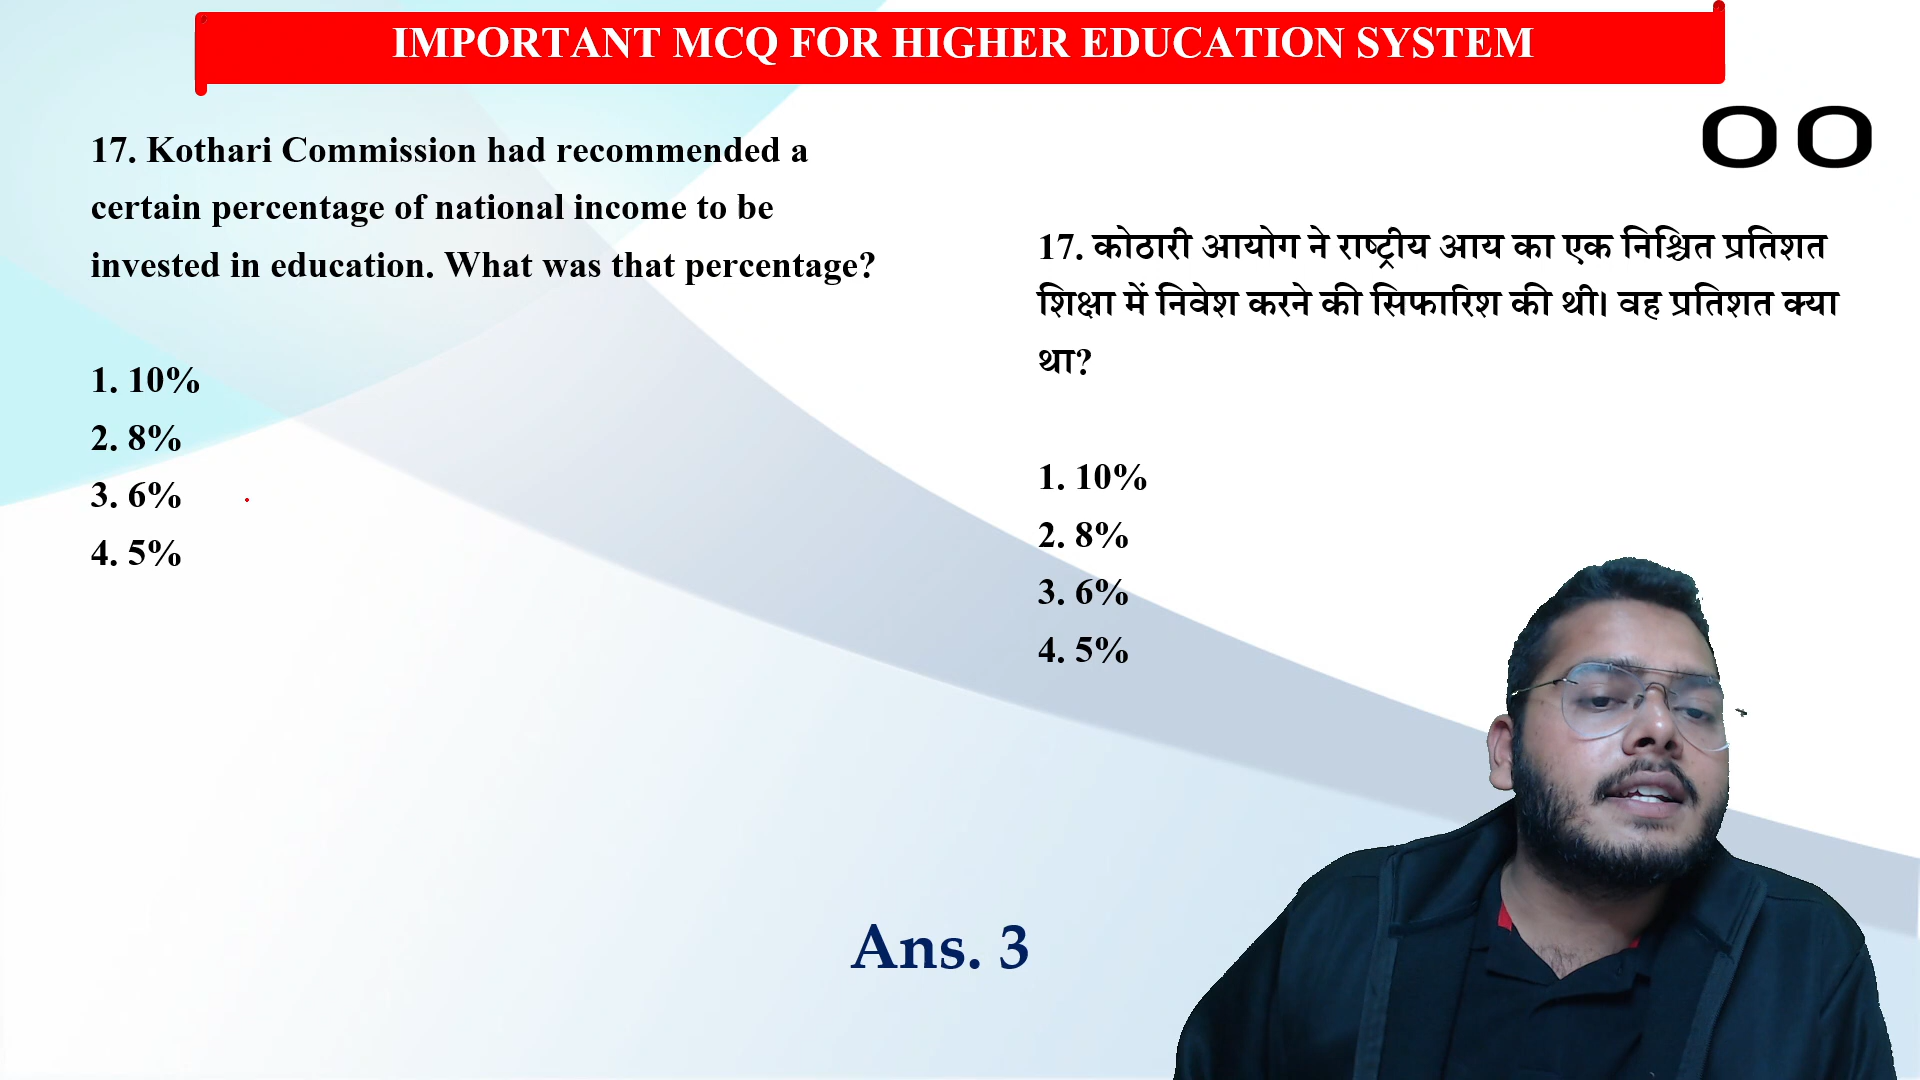 IMPORTANT MCQ FOR HIGHER EDUCATION SYSTEM
00
17. Kothari Commission had recommended a
certain percentage of national income to be
invested in education. What was that percentage?
1. 10%
2. 8%
3. 6%
4. 5%
17. कोठारी आयोग ने राष्ट्रीय आय का एक निश्चित प्रतिशत
शिक्षा में निवेश करने की सिफारिश की थी। वह प्रतिशत क्या
था?
1. 10%
2. 8%
3. 6%
4. 5%
Ans. 3